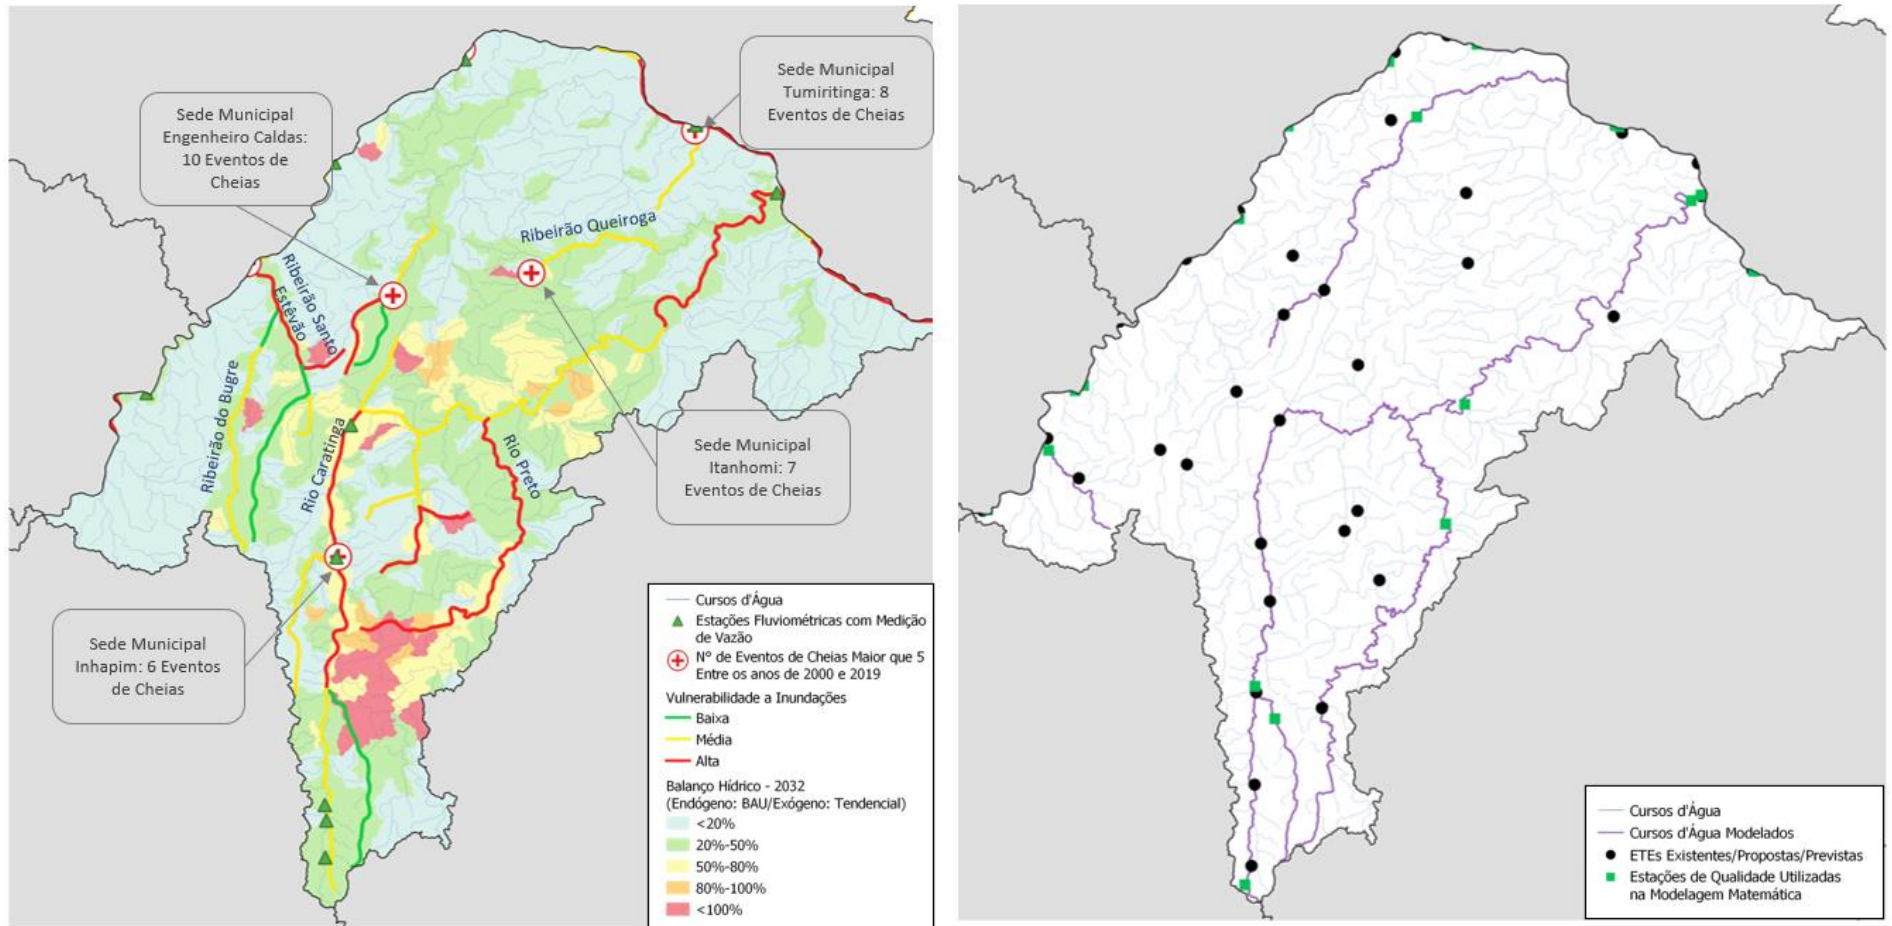 Sede Municipal
Tumiritinga: 8
Eventos de Cheias
Sede Municipal
Engenheiro Caldas:
10 Eventos de
Cheias
Ribeirão Queiroga
Ribeirão Santo
Estêvão
Ribeirão do Bugre
Rio Caratinga
Rio Preto
Sede Municipal
Itanhomi: 7
Eventos de Cheias
Sede Municipal
Inhapim: 6 Eventos
de Cheias
Cursos d'Água
Estações Fluviométricas com Medição
de Vazão
N° de Eventos de Cheias Maior que 5
Entre os anos de 2000 e 2019
Vulnerabilidade a Inundações
Baixa
Média
Alta
Balanço Hídrico - 2032
(Endógeno: BAU/Exógeno: Tendencial)
<20%
20%-50%
50%-80%
80%-100%
<100%
Cursos d'Água
Cursos d'Água Modelados
ETEs Existentes/Propostas/Previstas
Estações de Qualidade Utilizadas
na Modelagem Matemática